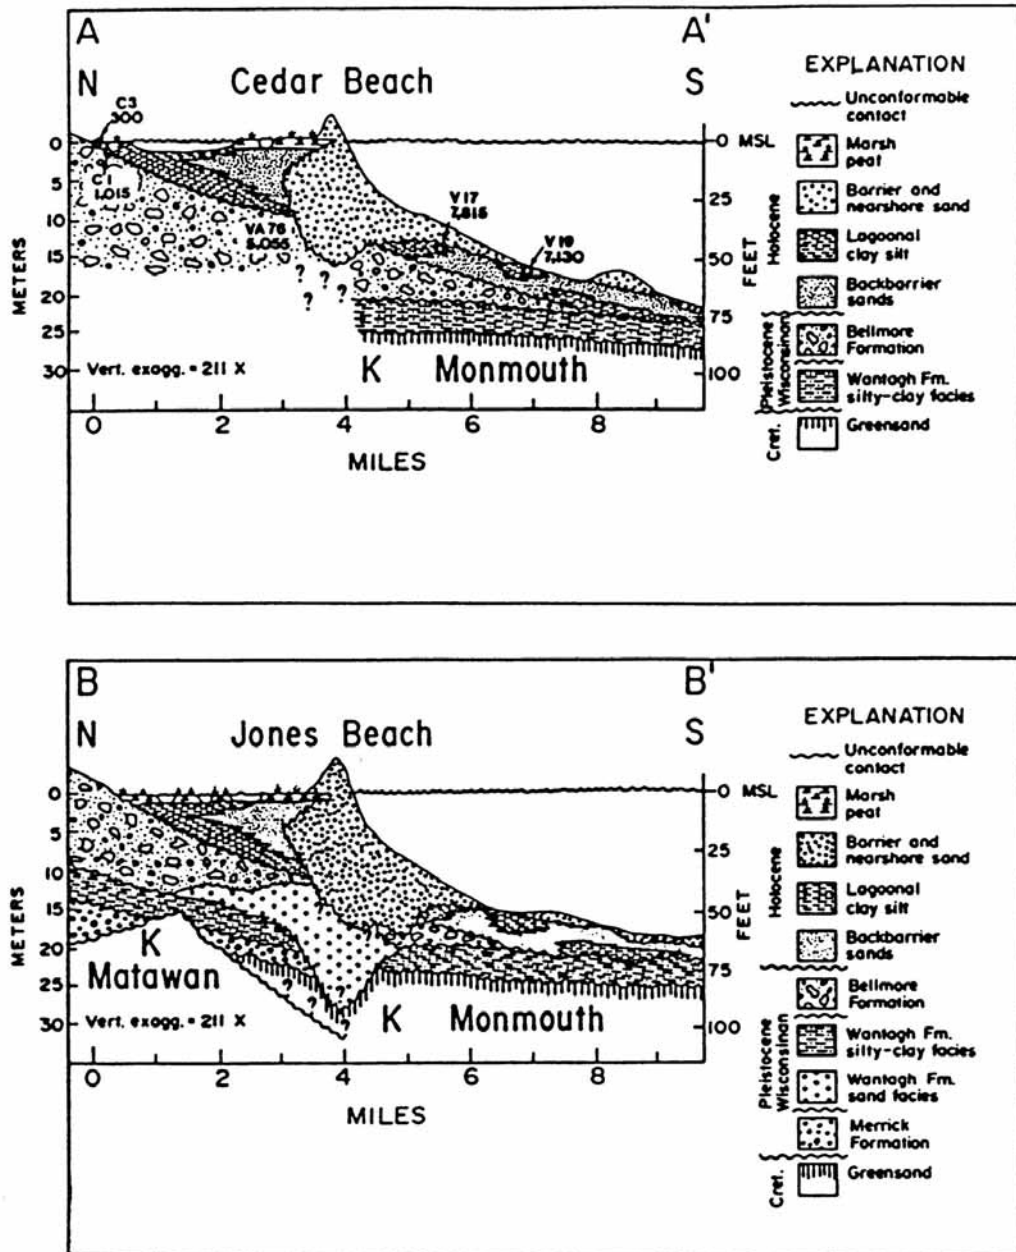 A
A'
N
S
Cedar Beach
C3
300
C1
1,015
VA 76
5,055
V 17
7,815
V 19
7,130
METERS
0
5
10
15
20
25
30
? ? ? ?
0 MSL
25
50
75
100
FEET
K Monmouth
Vert. exagg. = 211 X
0 2 4 6 8
MILES
EXPLANATION
Unconformable
contact
Marsh
peat
Barrier and
nearshore sand
Lagoonal
clay silt
Backbarrier
sands
Bellmore
Formation
Wantagh Fm.
silty-clay facies
Greensand
Holocene
Pleistocene
Wisconsinan
Cret.
B
B'
N
S
Jones Beach
METERS
0
5
10
15
20
25
30
0 MSL
25
50
75
100
FEET
K
Matawan
K Monmouth
? ? ? ?
Vert. exagg. = 211 X
0 2 4 6 8
MILES
EXPLANATION
Unconformable
contact
Marsh
peat
Barrier and
nearshore sand
Lagoonal
clay silt
Backbarrier
sands
Bellmore
Formation
Wantagh Fm.
silty-clay facies
Wantagh Fm.
sand facies
Merrick
Formation
Greensand
Holocene
Pleistocene
Wisconsinan
Cret.